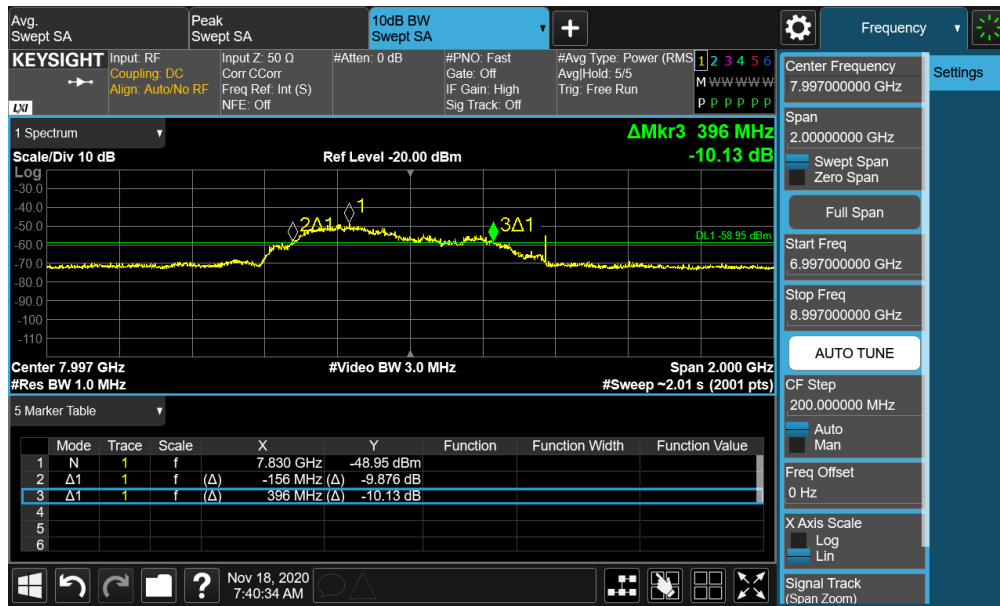 Avg.
Swept SA
Peak
Swept SA
10dB BW
Swept SA
Frequency
KEYSIGHT
LXI
Input: RF
Coupling: DC
Align: Auto/No RF
Input Z: 50 Ω
Corr CCorr
Freq Ref: Int (S)
NFE: Off
#Atten: 0 dB
#PNO: Fast
Gate: Off
IF Gain: High
Sig Track: Off
#Avg Type: Power (RMS
Avg|Hold: 5/5
Trig: Free Run
1 2 3 4 5 6
M W W W W W
P P P P P P
1 Spectrum
ΔMkr3 396 MHz
-10.13 dB
Scale/Div 10 dB
Ref Level -20.00 dBm
Log
-30.0
-40.0
-50.0
-60.0
-70.0
-80.0
-90.0
-100
-110
1
2Δ1
3Δ1
DL1 -58.95 dBm
Center 7.997 GHz
#Video BW 3.0 MHz
Span 2.000 GHz
#Res BW 1.0 MHz
#Sweep ~2.01 s (2001 pts)
5 Marker Table
Mode Trace Scale X Y Function Function Width Function Value
1 N 1 f 7.830 GHz -48.95 dBm
2 Δ1 1 f (Δ) -156 MHz (Δ) -9.876 dB
3 Δ1 1 f (Δ) 396 MHz (Δ) -10.13 dB
4
5
6
Nov 18, 2020
7:40:34 AM
Settings
Center Frequency
7.997000000 GHz
Span
2.00000000 GHz
Swept Span
Zero Span
Full Span
Start Freq
6.997000000 GHz
Stop Freq
8.997000000 GHz
AUTO TUNE
CF Step
200.000000 MHz
Auto
Man
Freq Offset
0 Hz
X Axis Scale
Log
Lin
Signal Track
(Span Zoom)